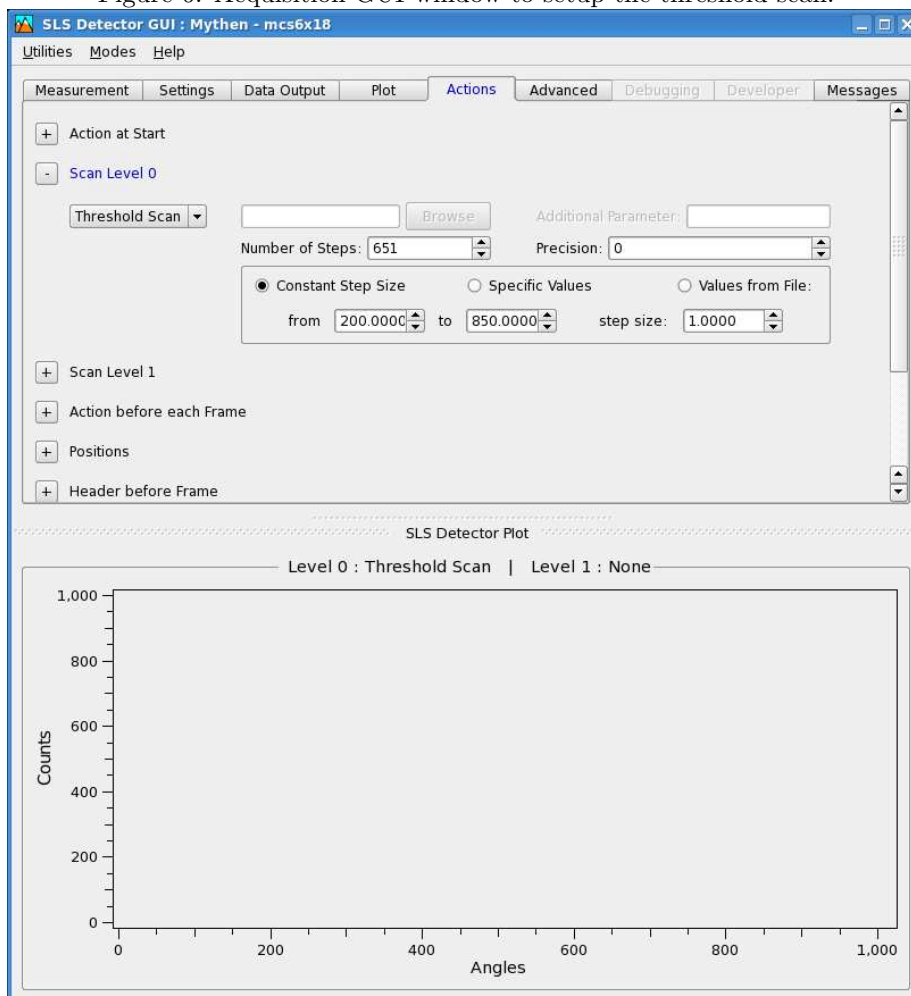 Figure 6: Acquisition GUI window to setup the threshold scan.
SLS Detector GUI : Mythen - mcs6x18
Utilities Modes Help
Measurement Settings Data Output Plot Actions Advanced Debugging Developer Messages
+ Action at Start
- Scan Level 0
Threshold Scan Browse Additional Parameter:
Number of Steps: 651 Precision: 0
Constant Step Size Specific Values Values from File:
from 200.0000 to 850.0000 step size: 1.0000
+ Scan Level 1
+ Action before each Frame
+ Positions
+ Header before Frame
SLS Detector Plot
Level 0 : Threshold Scan | Level 1 : None
1,000
800
600
400
200
0
Counts
0 200 400 600 800 1,000
Angles